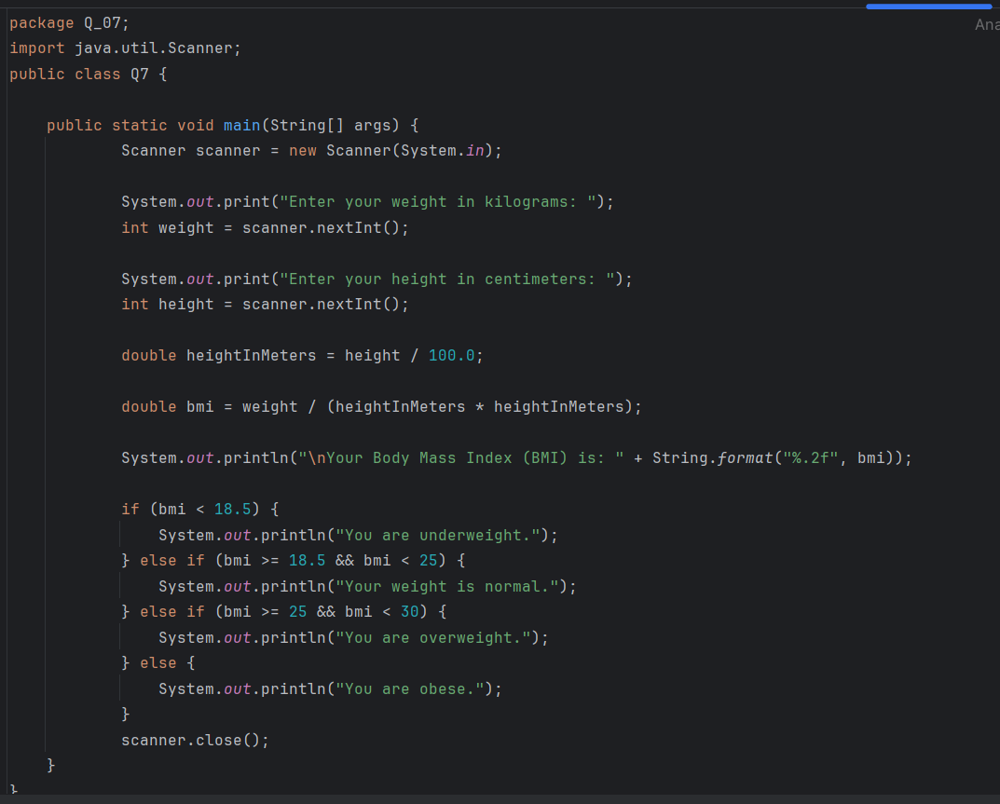 package Q_07;
Ana
import java.util.Scanner;
public class Q7 {
public static void main(String[] args) {
Scanner scanner = new Scanner(System.in);
System.out.print("Enter your weight in kilograms: ");
int weight = scanner.nextInt();
System.out.print("Enter your height in centimeters: ");
int height = scanner.nextInt();
double heightInMeters = height / 100.0;
double bmi = weight / (heightInMeters * heightInMeters);
System.out.println("\nYour Body Mass Index (BMI) is: " + String.format("%.2f", bmi));
if (bmi < 18.5) {
System.out.println("You are underweight.");
} else if (bmi >= 18.5 && bmi < 25) {
System.out.println("Your weight is normal.");
} else if (bmi >= 25 && bmi < 30) {
System.out.println("You are overweight.");
} else {
System.out.println("You are obese.");
}
scanner.close();
}
}